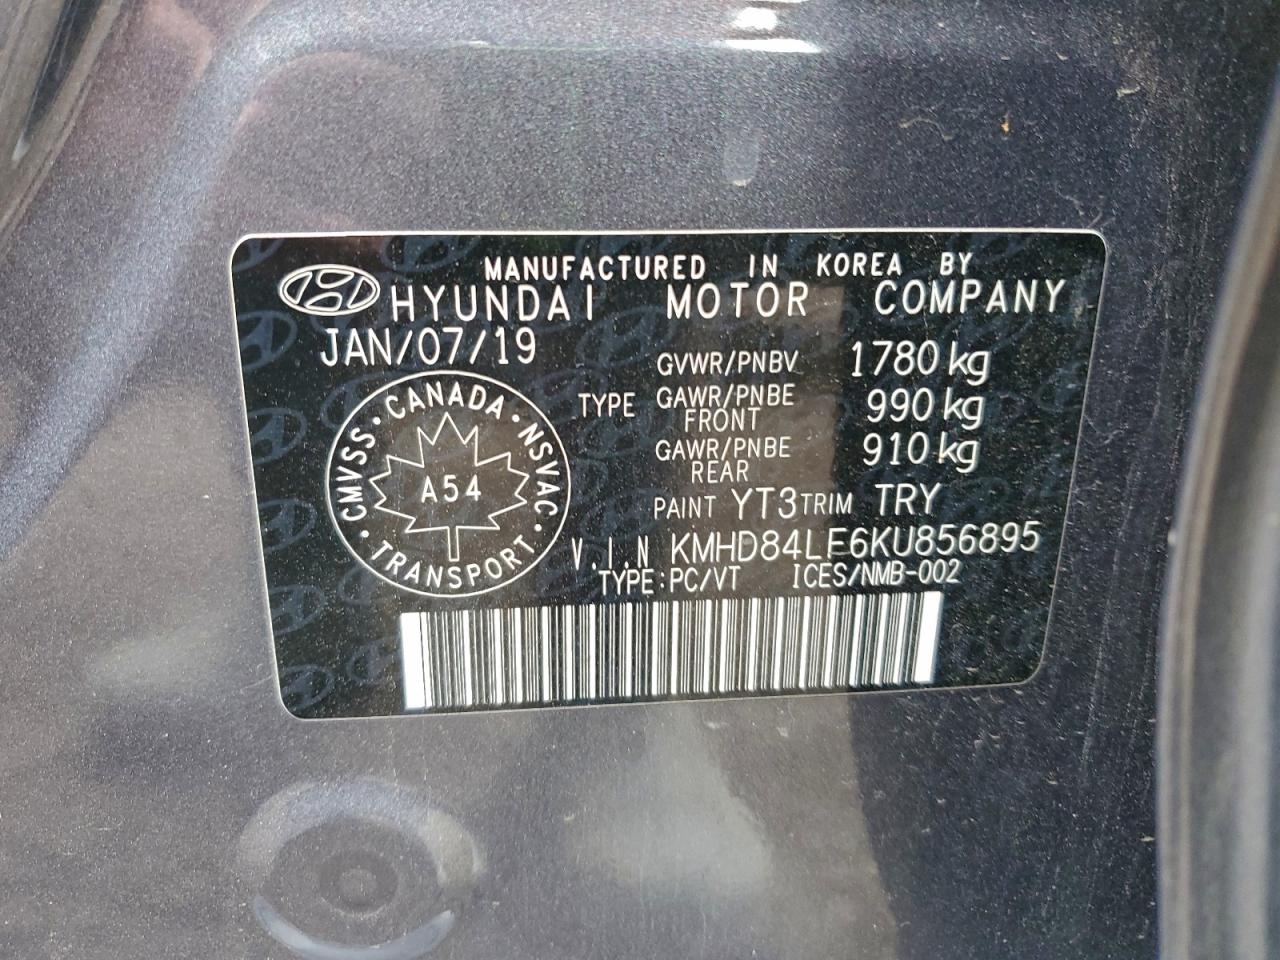 MANUFACTURED IN KOREA BY
HYUNDAI MOTOR COMPANY
JAN/07/19
GVWR/PNBV 1780 kg
TYPE GAWR/PNBE FRONT 990 kg
GAWR/PNBE REAR 910 kg
PAINT YT3 TRIM TRY
CANADA · NSVAC · TRANSPORT · CMVSS ·
A54
V.I.N KMHD84LF6KU856895
TYPE:PC/VT ICES/NMB-002